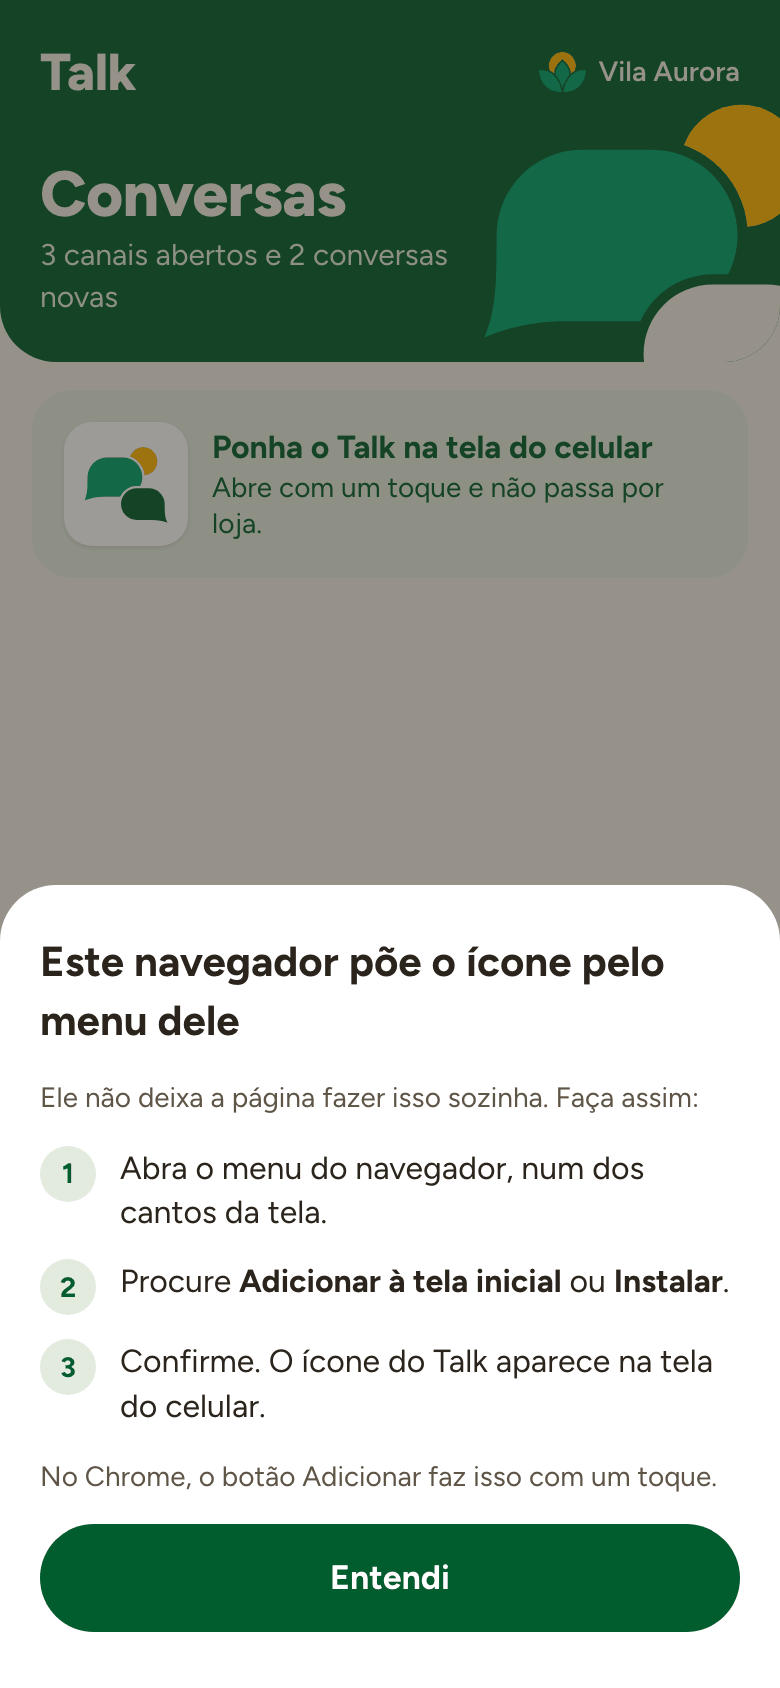 Talk
Vila Aurora
Conversas
3 canais abertos e 2 conversas
novas
Ponha o Talk na tela do celular
Abre com um toque e não passa por
loja.
Este navegador põe o ícone pelo
menu dele
Ele não deixa a página fazer isso sozinha. Faça assim:
1 Abra o menu do navegador, num dos
cantos da tela.
2 Procure Adicionar à tela inicial ou Instalar.
3 Confirme. O ícone do Talk aparece na tela
do celular.
No Chrome, o botão Adicionar faz isso com um toque.
Entendi